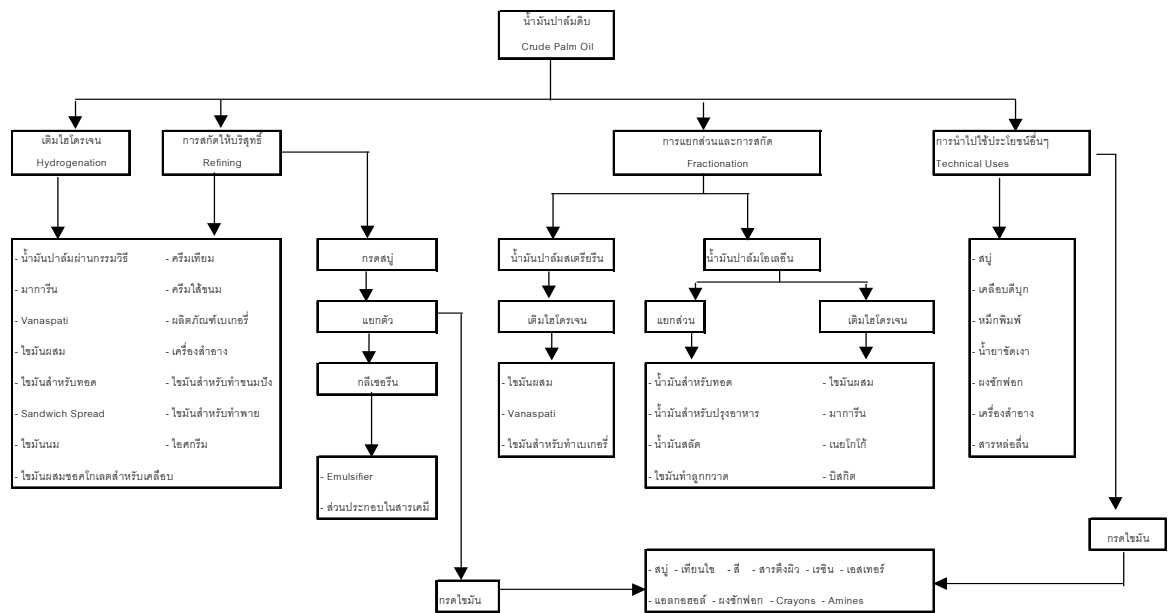 น้ำมันปาล์มดิบ
Crude Palm Oil
เติมไฮโดรเจน
Hydrogenation
การสกัดให้บริสุทธิ์
Refining
การแยกส่วนและการสกัด
Fractionation
การนำไปใช้ประโยชน์อื่นๆ
Technical Uses
- น้ำมันปาล์มผ่านกรรมวิธี - ครีมเทียม
- มาการีน - ครีมใส้ขนม
- Vanaspati - ผลิตภัณฑ์เบเกอรี่
- ไขมันผสม - เครื่องสำอาง
- ไขมันสำหรับทอด - ไขมันสำหรับทำขนมปัง
- Sandwich Spread - ไขมันสำหรับทำพาย
- ไขมันนม - ไอศกรีม
- ไขมันผสมชอคโกเลตสำหรับเคลือบ
กรดสบู่
แยกตัว
กลีเซอรีน
- Emulsifier
- ส่วนประกอบในสารเคมี
กรดไขมัน
น้ำมันปาล์มสเตรียรีน
เติมไฮโดรเจน
- ไขมันผสม
- Vanaspati
- ไขมันสำหรับทำเบเกอรี่
น้ำมันปาล์มโอเลอีน
แยกส่วน
เติมไฮโดรเจน
- น้ำมันสำหรับทอด - ไขมันผสม
- น้ำมันสำหรับปรุงอาหาร - มาการีน
- น้ำมันสลัด - เนยโกโก้
- ไขมันทำลูกกวาด - บิสกิต
- สบู่
- เคลือบดีบุก
- หมึกพิมพ์
- น้ำยาขัดเงา
- ผงซักฟอก
- เครื่องสำอาง
- สารหล่อลื่น
กรดไขมัน
- สบู่ - เทียนไข - สี - สารตึงผิว - เรซิน - เอสเทอร์
- แอลกอฮอล์ - ผงซักฟอก - Crayons - Amines